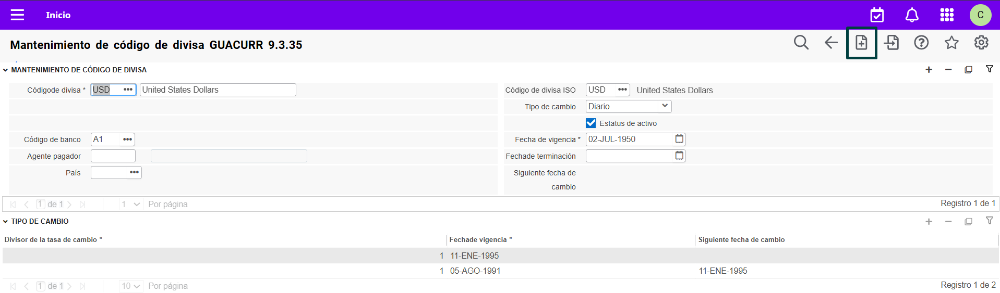 Inicio
C
Mantenimiento de código de divisa GUACURR 9.3.35
MANTENIMIENTO DE CÓDIGO DE DIVISA
Códigode divisa * USD United States Dollars
Código de divisa ISO USD United States Dollars
Tipo de cambio Diario
Estatus de activo
Código de banco A1
Fecha de vigencia * 02-JUL-1950
Agente pagador
Fechade terminación
País
Siguiente fecha de
cambio
1 de 1 1 Por página Registro 1 de 1
TIPO DE CAMBIO
Divisor de la tasa de cambio * Fechade vigencia * Siguiente fecha de cambio
1 11-ENE-1995
1 05-AGO-1991 11-ENE-1995
1 de 1 10 Por página Registro 1 de 2